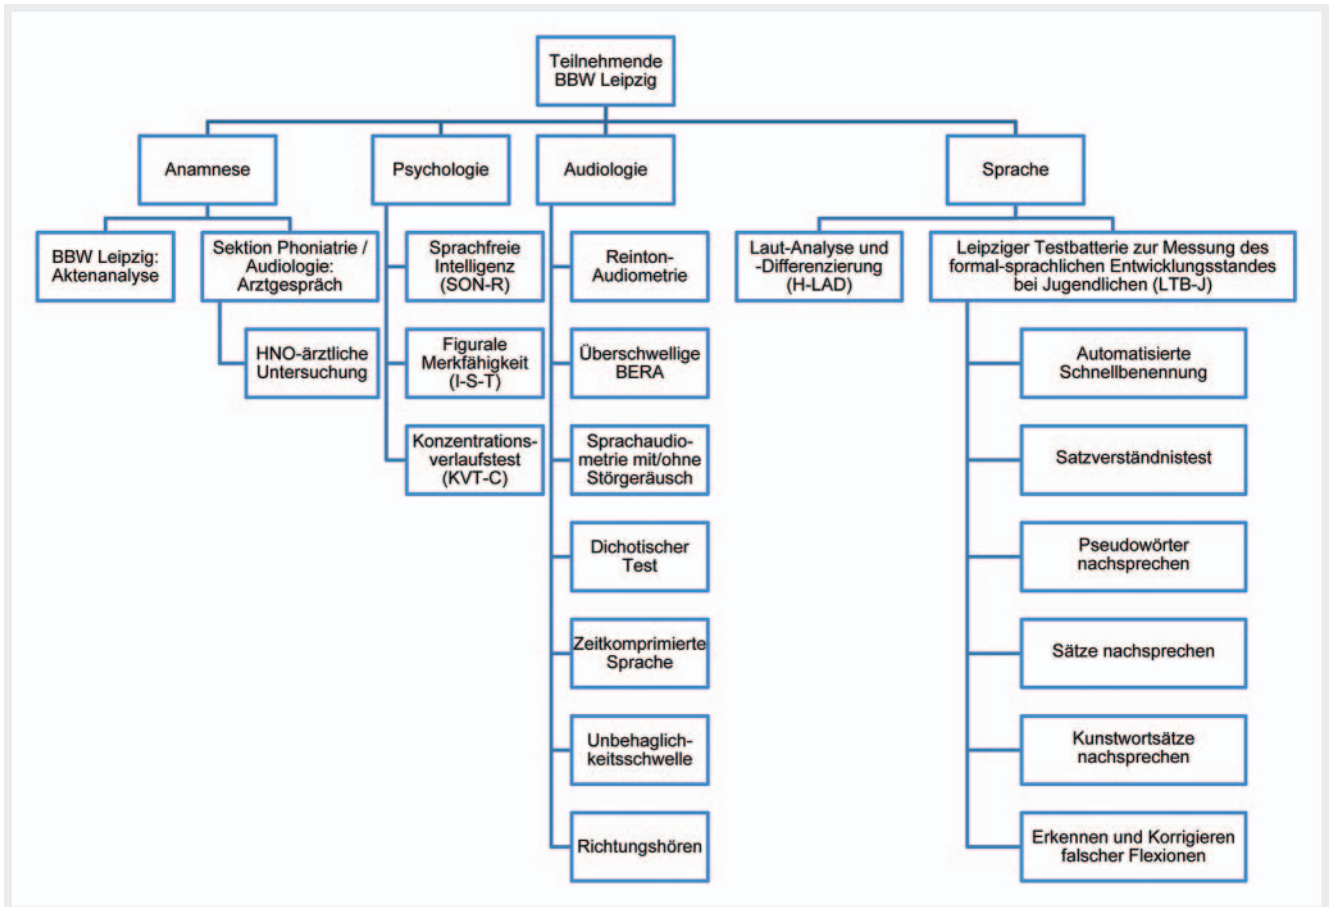 Teilnehmende
BBW Leipzig
Anamnese
Psychologie
Audiologie
Sprache
BBW Leipzig:
Aktenanalyse
Sektion Phoniatrie /
Audiologie:
Arztgespräch
HNO-ärztliche
Untersuchung
Sprachfreie
Intelligenz
(SON-R)
Figurale
Merkfähigkeit
(I-S-T)
Konzentrations-
verlaufstest
(KVT-C)
Reinton-
Audiometrie
Überschwellige
BERA
Sprachaudio-
metrie mit/ohne
Störgeräusch
Dichotischer
Test
Zeitkomprimierte
Sprache
Unbehaglich-
keitsschwelle
Richtungshören
Laut-Analyse und
-Differenzierung
(H-LAD)
Leipziger Testbatterie zur Messung des
formal-sprachlichen Entwicklungsstandes
bei Jugendlichen (LTB-J)
Automatisierte
Schnellbenennung
Satzverständnistest
Pseudowörter
nachsprechen
Sätze nachsprechen
Kunstwortsätze
nachsprechen
Erkennen und Korrigieren
falscher Flexionen